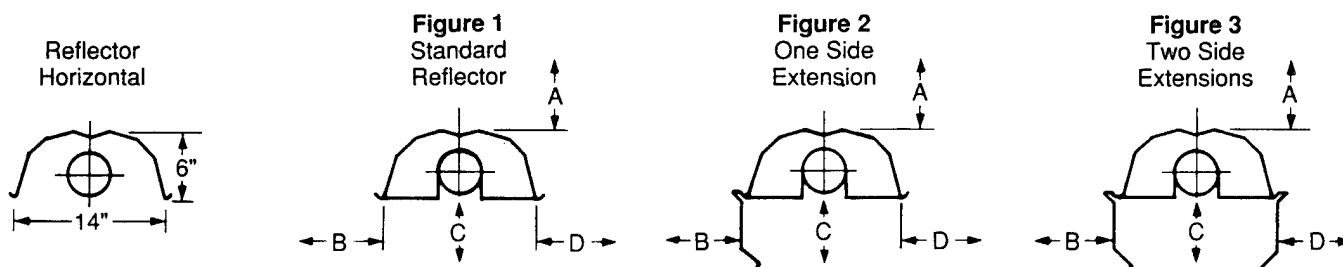 Reflector
Horizontal
6"
14"
Figure 1
Standard
Reflector
A
B
C
D
Figure 2
One Side
Extension
A
B
C
D
Figure 3
Two Side
Extensions
A
B
C
D